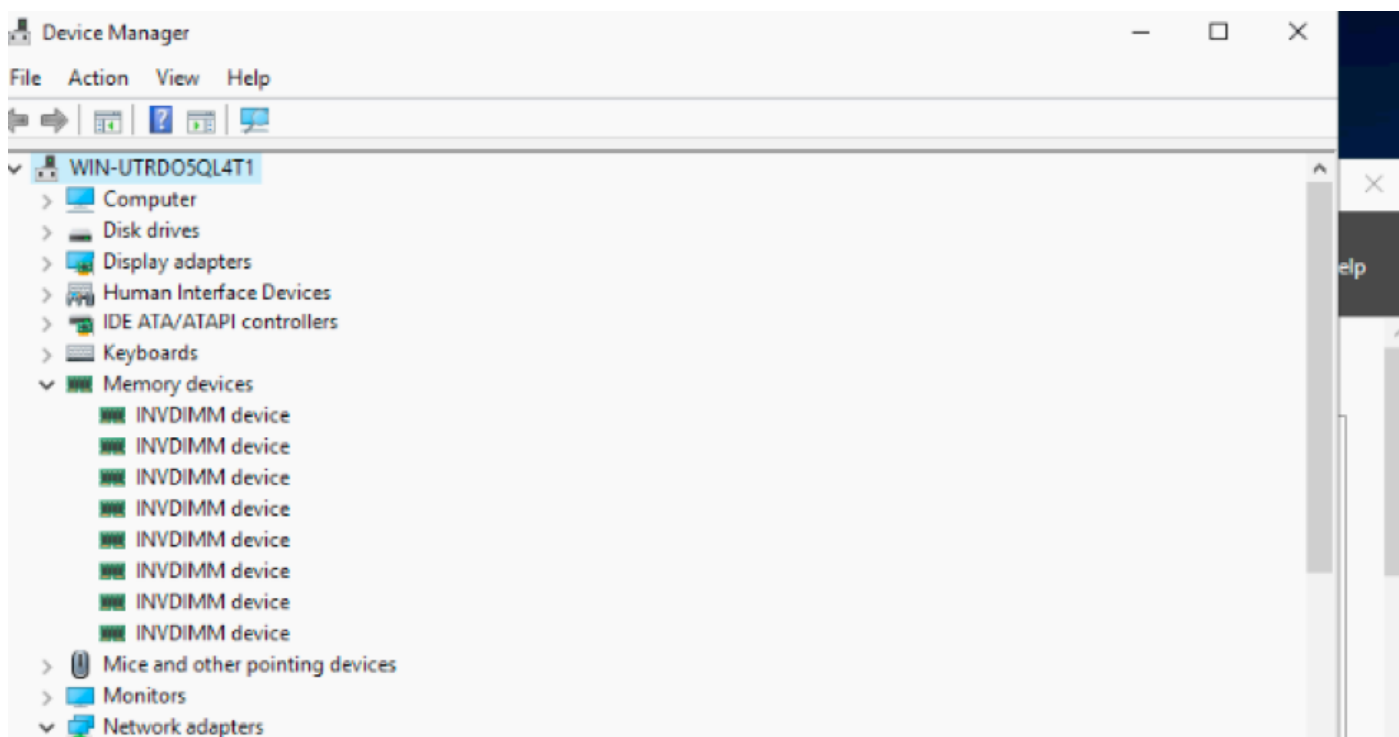 Device Manager
File Action View Help
WIN-UTRDO5QL4T1
Computer
Disk drives
Display adapters
Human Interface Devices
IDE ATA/ATAPI controllers
Keyboards
Memory devices
INVDIMM device
INVDIMM device
INVDIMM device
INVDIMM device
INVDIMM device
INVDIMM device
INVDIMM device
INVDIMM device
Mice and other pointing devices
Monitors
Network adapters
elp